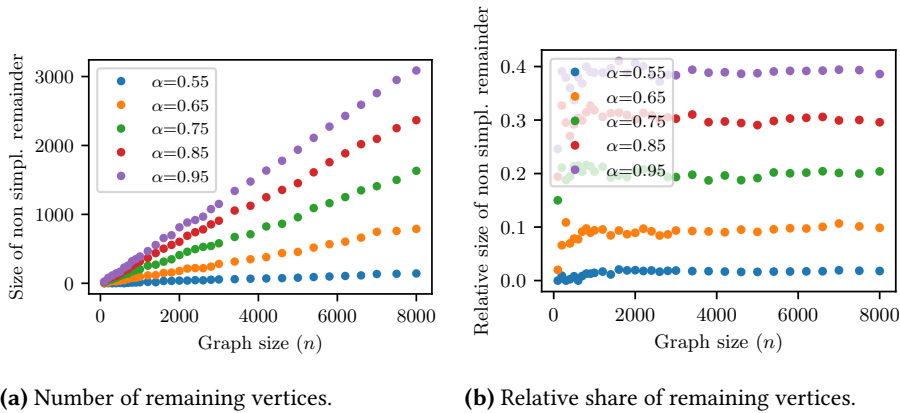 Size of non simpl. remainder
3000
2000
1000
0
α=0.55
α=0.65
α=0.75
α=0.85
α=0.95
0 2000 4000 6000 8000
Graph size (n)
(a) Number of remaining vertices.
Relative size of non simpl. remainder
0.4
0.3
0.2
0.1
0.0
α=0.55
α=0.65
α=0.75
α=0.85
α=0.95
0 2000 4000 6000 8000
Graph size (n)
(b) Relative share of remaining vertices.